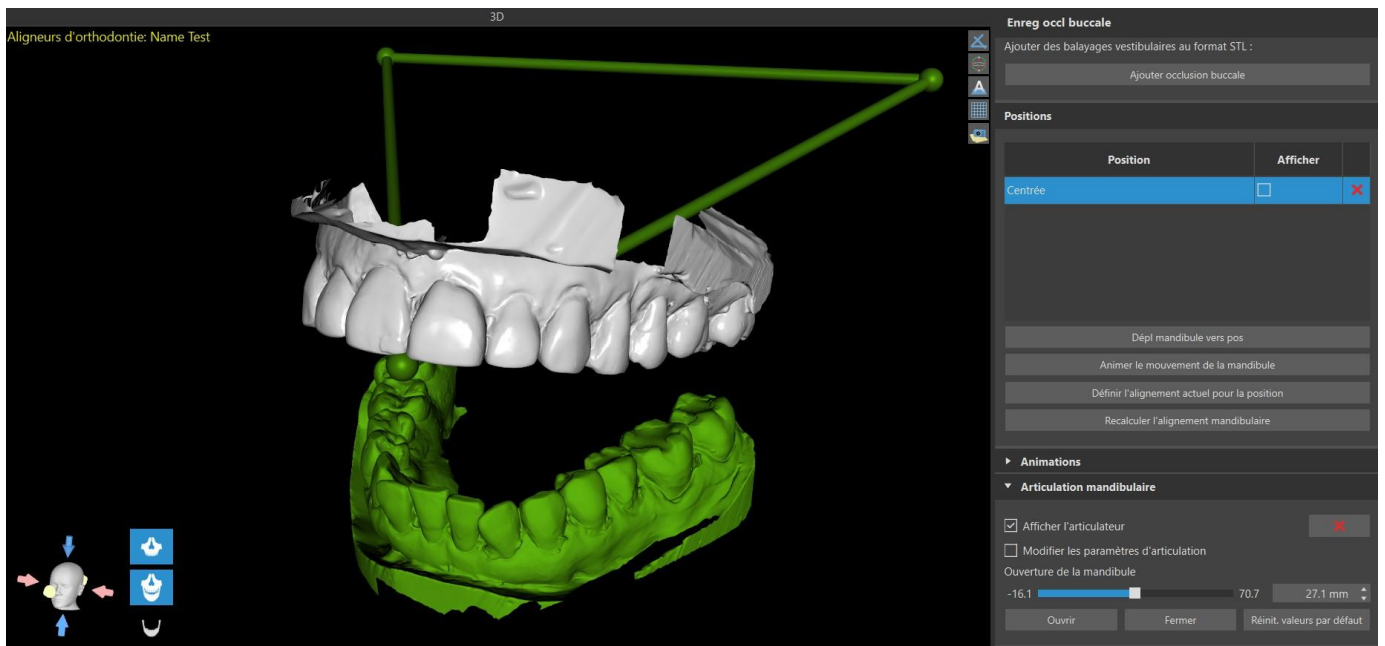 3D
Aligneurs d'orthodontie: Name Test
Enreg occl buccale
Ajouter des balayages vestibulaires au format STL :
Ajouter occlusion buccale
Positions
Position Afficher
Centrée
Dépl mandibule vers pos
Animer le mouvement de la mandibule
Définir l'alignement actuel pour la position
Recalculer l'alignement mandibulaire
Animations
Articulation mandibulaire
Afficher l'articulateur
Modifier les paramètres d'articulation
Ouverture de la mandibule
-16.1 70.7 27.1 mm
Ouvrir Fermer Réinit. valeurs par défaut